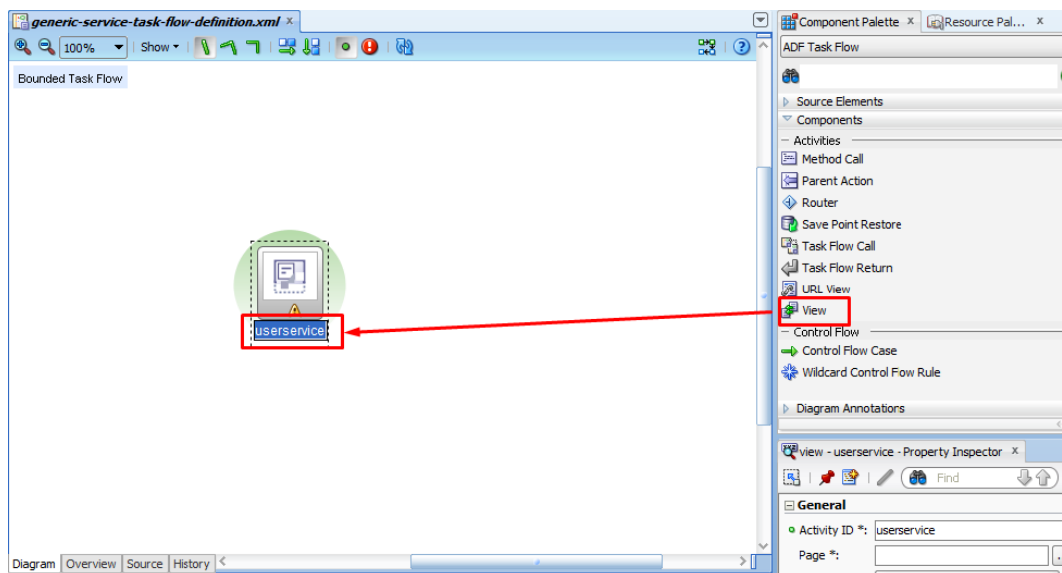 generic-service-task-flow-definition.xml x
100% Show
Bounded Task Flow
userservice
Diagram Overview Source History
Component Palette x Resource Pal... x
ADF Task Flow
Source Elements
Components
Activities
Method Call
Parent Action
Router
Save Point Restore
Task Flow Call
Task Flow Return
URL View
View
Control Flow
Control Flow Case
Wildcard Control Fow Rule
Diagram Annotations
view - userservice - Property Inspector x
Find
General
Activity ID *: userservice
Page *: